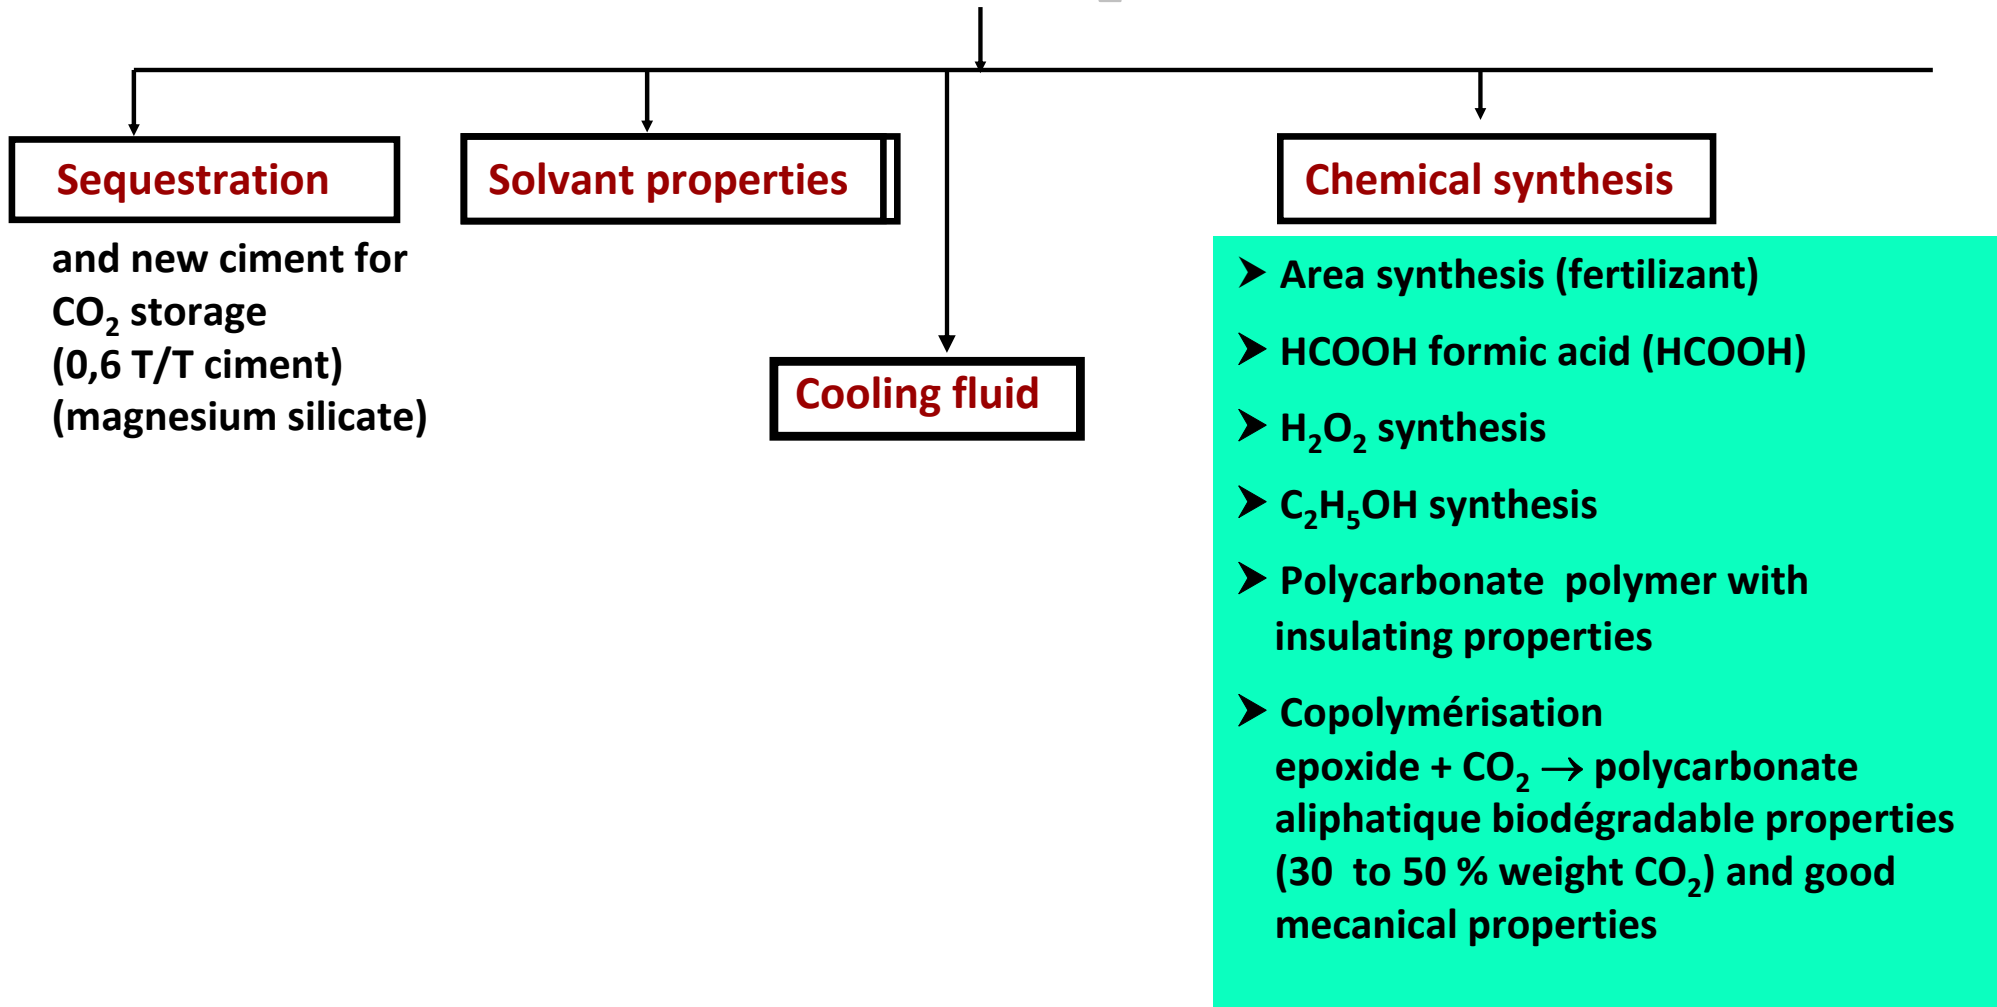 Sequestration
and new ciment for
CO₂ storage
(0,6 T/T ciment)
(magnesium silicate)
Solvant properties
Cooling fluid
Chemical synthesis
➤ Area synthesis (fertilizant)
➤ HCOOH formic acid (HCOOH)
➤ H₂O₂ synthesis
➤ C₂H₅OH synthesis
➤ Polycarbonate polymer with
insulating properties
➤ Copolymérisation
epoxide + CO₂ → polycarbonate
aliphatique biodégradable properties
(30 to 50 % weight CO₂) and good
mecanical properties